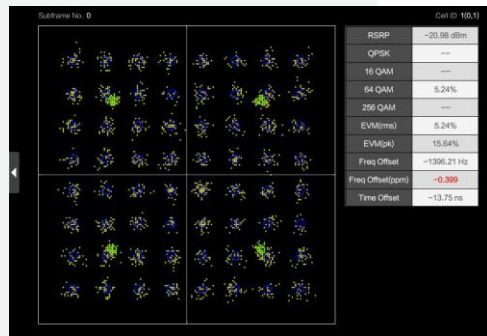 Subframe No. 0
Cell ID 1(0,1)
RSRP −20.98 dBm
QPSK --
16 QAM --
64 QAM 5.24%
256 QAM --
EVM(rms) 5.24%
EVM(pk) 15.64%
Freq Offset −1396.21 Hz
Freq Offset(ppm) −0.399
Time Offset −13.75 ns